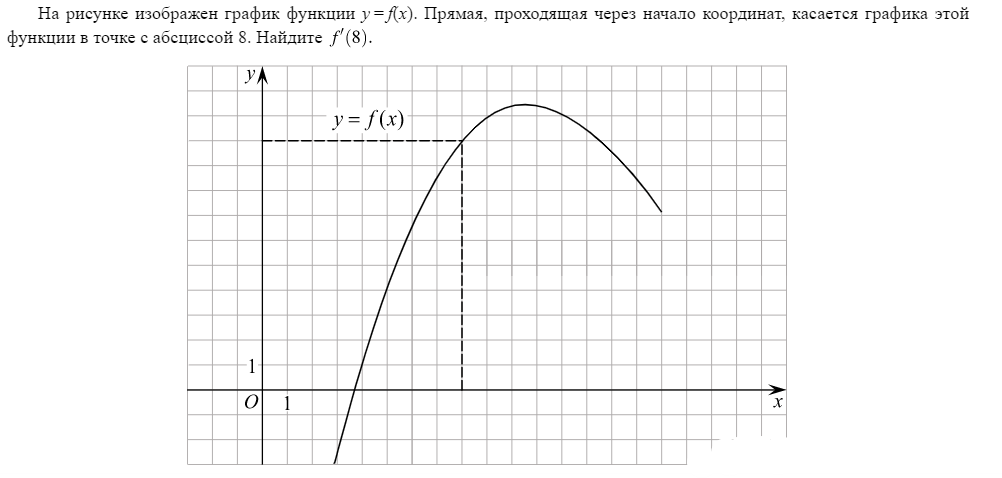 На рисунке изображен график функции y = f(x). Прямая, проходящая через начало координат, касается графика этой
функции в точке с абсциссой 8. Найдите f′(8).
y
y = f(x)
1
O 1 x